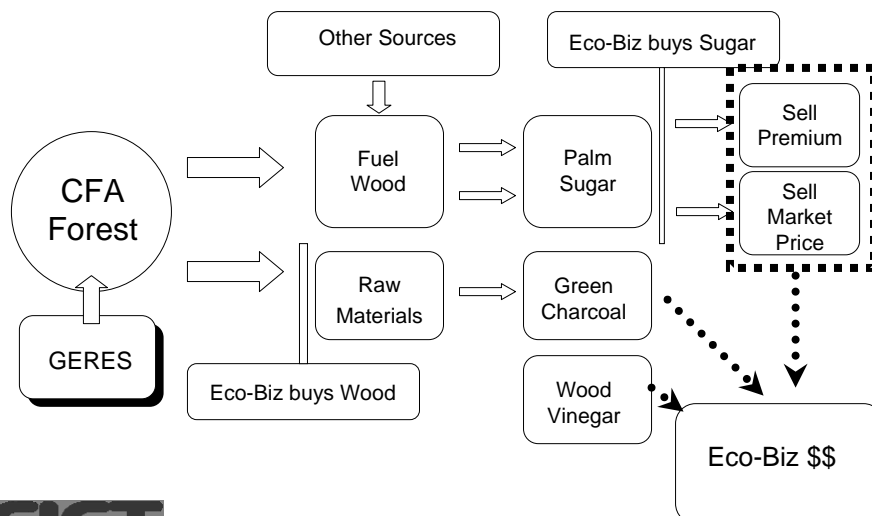 Other Sources
Eco-Biz buys Sugar
CFA
Forest
Fuel
Wood
Palm
Sugar
Sell
Premium
Sell
Market
Price
GERES
Raw
Materials
Green
Charcoal
Eco-Biz buys Wood
Wood
Vinegar
Eco-Biz $$